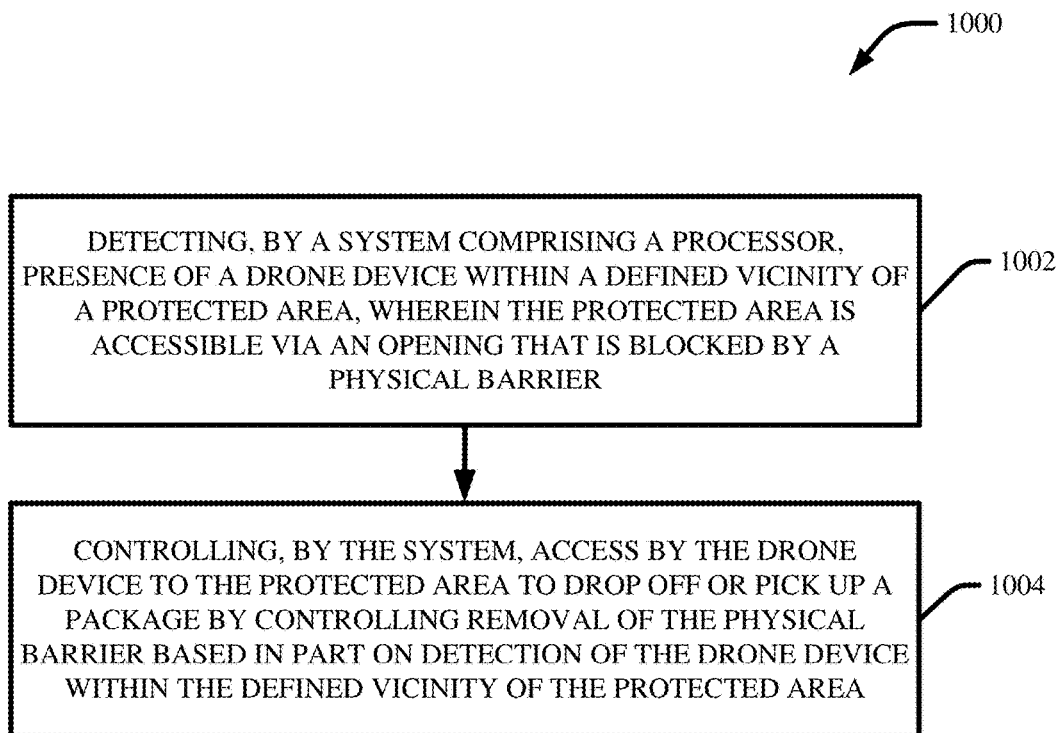 1000
DETECTING, BY A SYSTEM COMPRISING A PROCESSOR,
PRESENCE OF A DRONE DEVICE WITHIN A DEFINED VICINITY OF
A PROTECTED AREA, WHEREIN THE PROTECTED AREA IS
ACCESSIBLE VIA AN OPENING THAT IS BLOCKED BY A
PHYSICAL BARRIER
1002
CONTROLLING, BY THE SYSTEM, ACCESS BY THE DRONE
DEVICE TO THE PROTECTED AREA TO DROP OFF OR PICK UP A
PACKAGE BY CONTROLLING REMOVAL OF THE PHYSICAL
BARRIER BASED IN PART ON DETECTION OF THE DRONE DEVICE
WITHIN THE DEFINED VICINITY OF THE PROTECTED AREA
1004